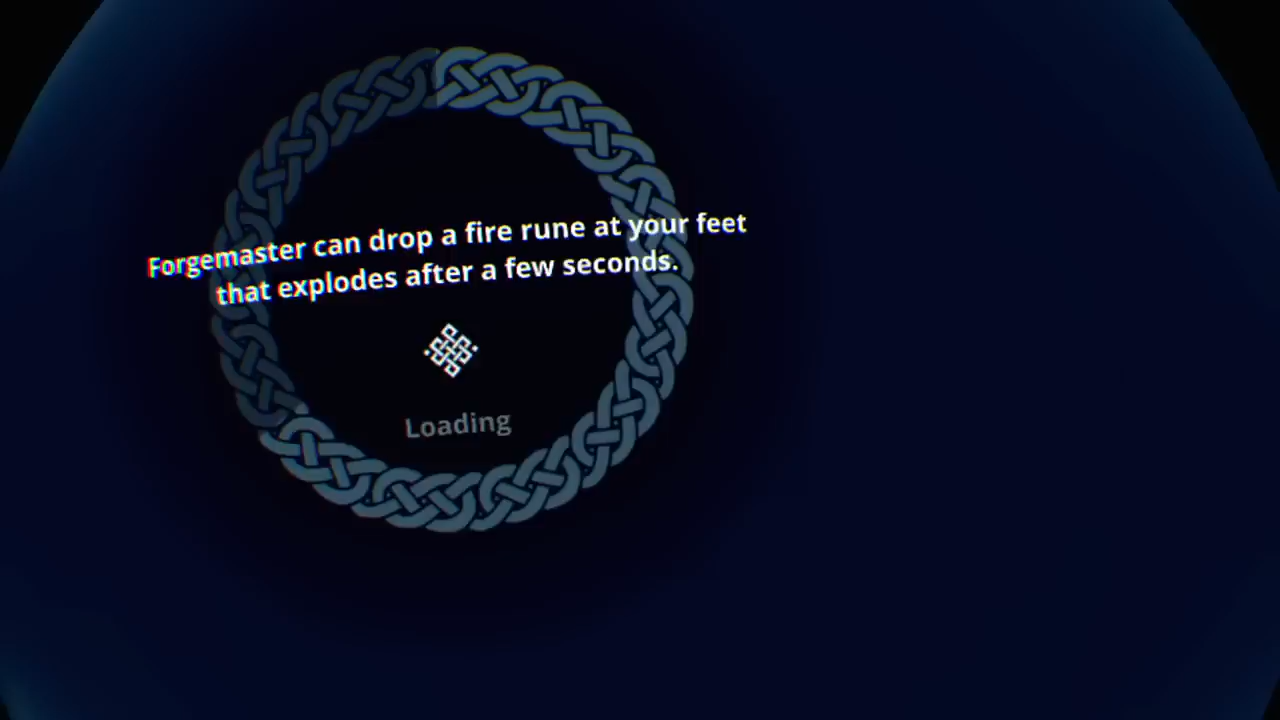 Forgemaster can drop a fire rune at your feet
that explodes after a few seconds.
Loading